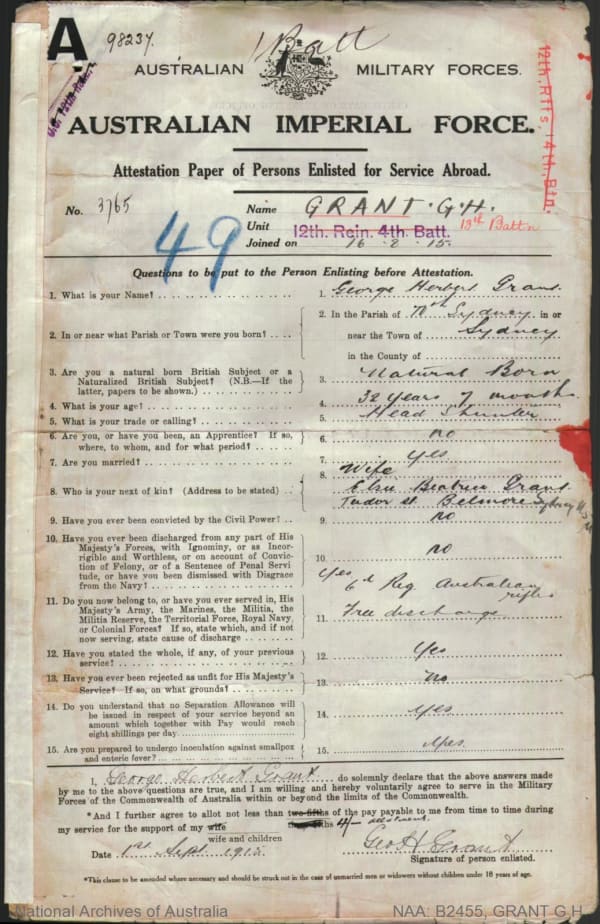 A 98237.
1 Batt
AUSTRALIAN MILITARY FORCES.
12th. Rfts. 14th. Btn.
AUSTRALIAN IMPERIAL FORCE.
Attestation Paper of Persons Enlisted for Service Abroad.
No. 3765
Name GRANT. G. H.
49
Unit 12th. Rein. 4th. Batt. 13th Battn
Joined on 16-8-15.
Questions to be put to the Person Enlisting before Attestation.
1. What is your Name? 1. George Herbert Grant.
2. In or near what Parish or Town were you born? 2. In the Parish of Nth Sydney in or
near the Town of Sydney
in the County of
3. Are you a natural born British Subject or a
Naturalized British Subject? (N.B.—If the
latter, papers to be shown.) 3. Natural Born
4. What is your age? 4. 32 years 7 months
5. What is your trade or calling? 5. Head Shunter
6. Are you, or have you been, an Apprentice? If so,
where, to whom, and for what period? 6. no
7. Are you married? 7. yes
8. Who is your next of kin? (Address to be stated) 8. Wife
Elsie Beatrice Grant
Tudor St Belmore Sydney
9. Have you ever been convicted by the Civil Power? 9. no
10. Have you ever been discharged from any part of His
Majesty's Forces, with Ignominy, or as Incor-
rigible and Worthless, or on account of Convic-
tion of Felony, or of a Sentence of Penal Servi
tude, or have you been dismissed with Disgrace
from the Navy? 10. no
11. Do you now belong to, or have you ever served in, His
Majesty's Army, the Marines, the Militia, the
Militia Reserve, the Territorial Force, Royal Navy,
or Colonial Forces? If so, state which, and if not
now serving, state cause of discharge 11. Yes
6th Reg. Australian
rifles
Free discharge
12. Have you stated the whole, if any, of your previous
service? 12. Yes
13. Have you ever been rejected as unfit for His Majesty's
Service? If so, on what grounds? 13. No
14. Do you understand that no Separation Allowance will
be issued in respect of your service beyond an
amount which together with Pay would reach
eight shillings per day 14. Yes
15. Are you prepared to undergo inoculation against smallpox
and enteric fever? 15. Yes
I, George Herbert Grant do solemnly declare that the above answers made
by me to the above questions are true, and I am willing and hereby voluntarily agree to serve in the Military
Forces of the Commonwealth of Australia within or beyond the limits of the Commonwealth.
*And I further agree to allot not less than two-fifths of the pay payable to me from time to time during
my service for the support of my wife 4/- allotment.
wife and children
Date 1st Sept. 1915. Geo H Grant
Signature of person enlisted.
*This clause to be amended where necessary and should be struck out in the case of unmarried men or widowers without children under 18 years of age.
National Archives of Australia NAA: B2455, GRANT G H